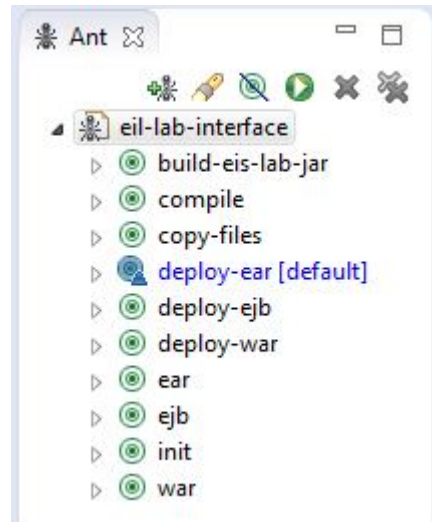 Ant
eil-lab-interface
build-eis-lab-jar
compile
copy-files
deploy-ear [default]
deploy-ejb
deploy-war
ear
ejb
init
war